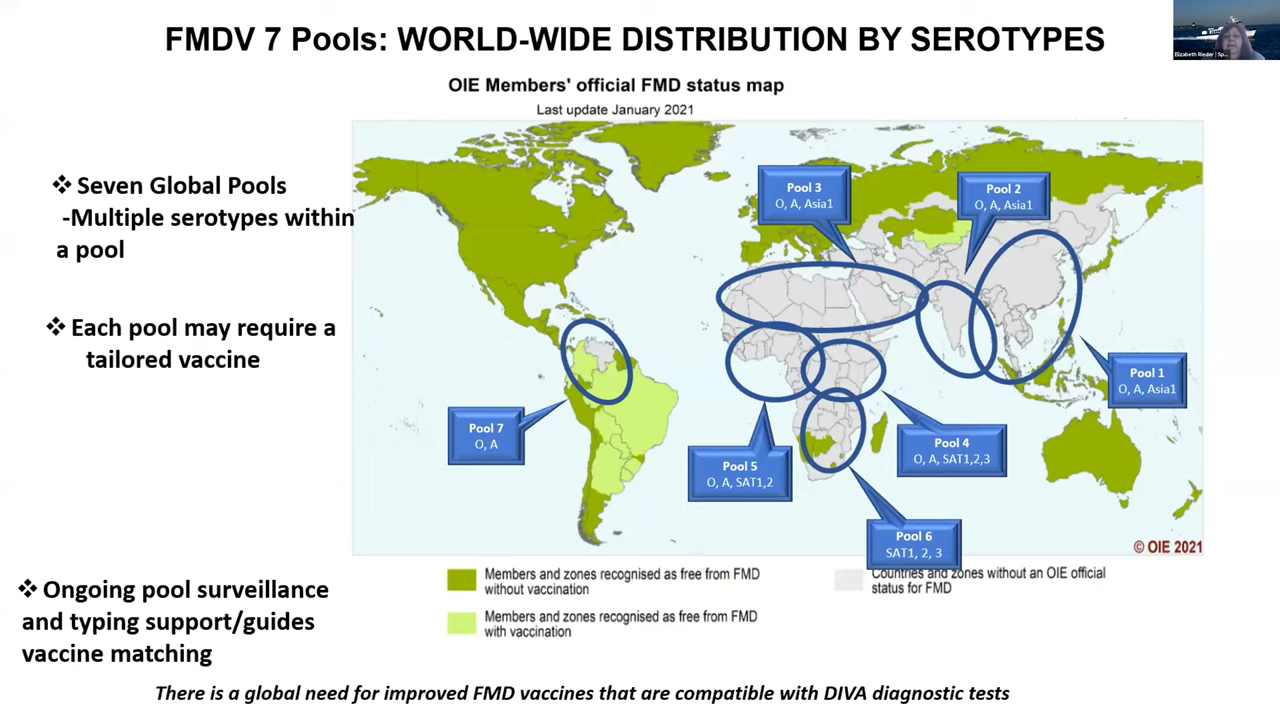 FMDV 7 Pools: WORLD-WIDE DISTRIBUTION BY SEROTYPES
Elizabeth Rieder | Sp...
OIE Members' official FMD status map
Last update January 2021
❖ Seven Global Pools
-Multiple serotypes within
a pool
❖ Each pool may require a
tailored vaccine
❖ Ongoing pool surveillance
and typing support/guides
vaccine matching
Pool 3
O, A, Asia1
Pool 2
O, A, Asia1
Pool 1
O, A, Asia1
Pool 7
O, A
Pool 5
O, A, SAT1,2
Pool 4
O, A, SAT1,2,3
Pool 6
SAT1, 2, 3
© OIE 2021
Members and zones recognised as free from FMD
without vaccination
Members and zones recognised as free from FMD
with vaccination
Countries and zones without an OIE official
status for FMD
There is a global need for improved FMD vaccines that are compatible with DIVA diagnostic tests